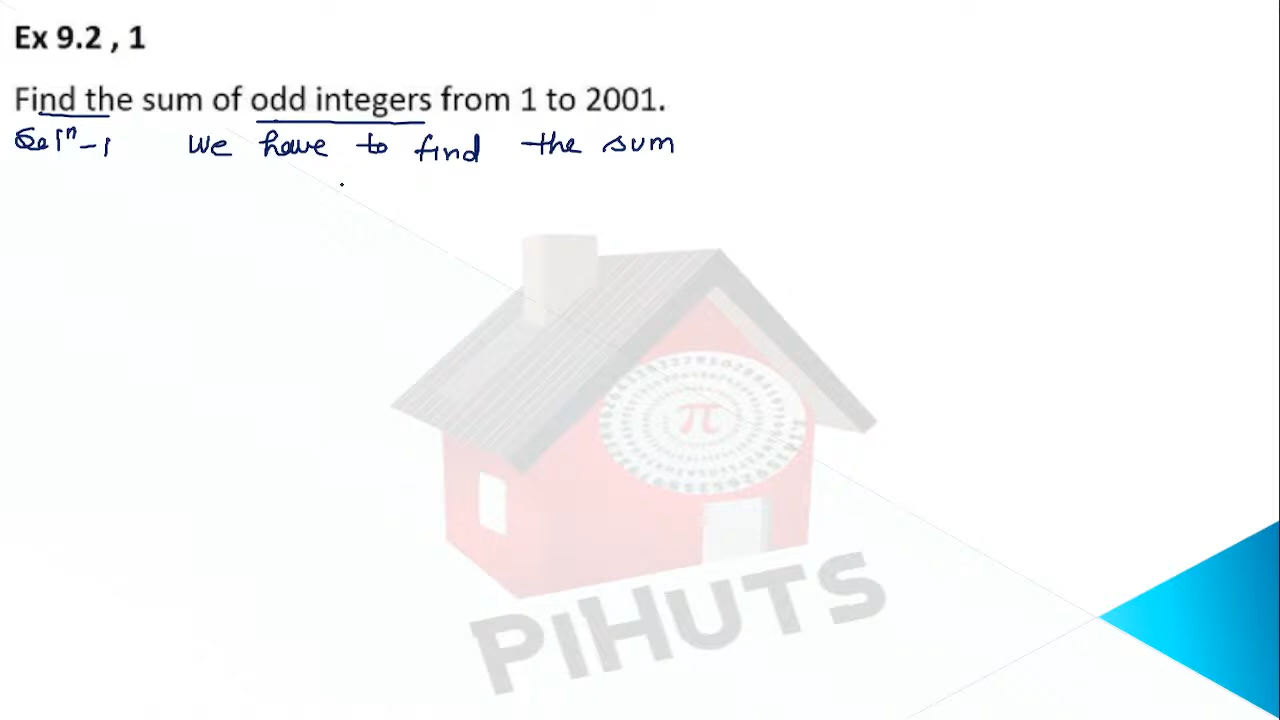 Ex 9.2 , 1
Find the sum of odd integers from 1 to 2001.
Solⁿ - 1 We have to find the sum
π
PIHUTS